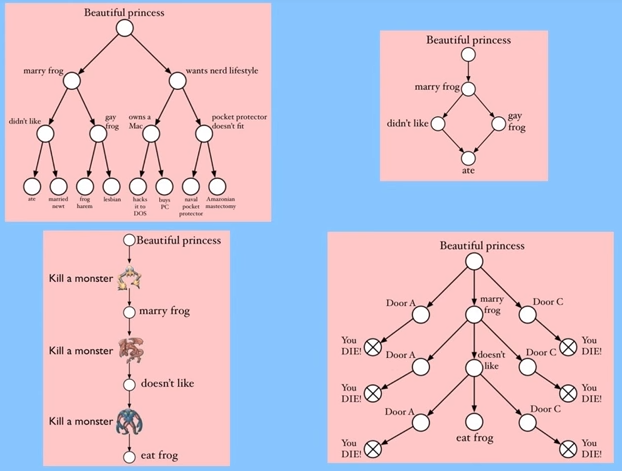 Beautiful princess
marry frog
wants nerd lifestyle
didn't like
gay
frog
owns a
Mac
pocket protector
doesn't fit
ate
married
newt
frog
harem
lesbian
hacks
it to
DOS
buys
PC
naval
pocket
protector
Amazonian
mastectomy
Beautiful princess
marry frog
didn't like
gay
frog
ate
Beautiful princess
Kill a monster
marry frog
Kill a monster
doesn't like
Kill a monster
eat frog
Beautiful princess
Door A
marry
frog
Door C
You
DIE!
You
DIE!
Door A
doesn't
like
Door C
You
DIE!
You
DIE!
Door A
eat frog
Door C
You
DIE!
You
DIE!